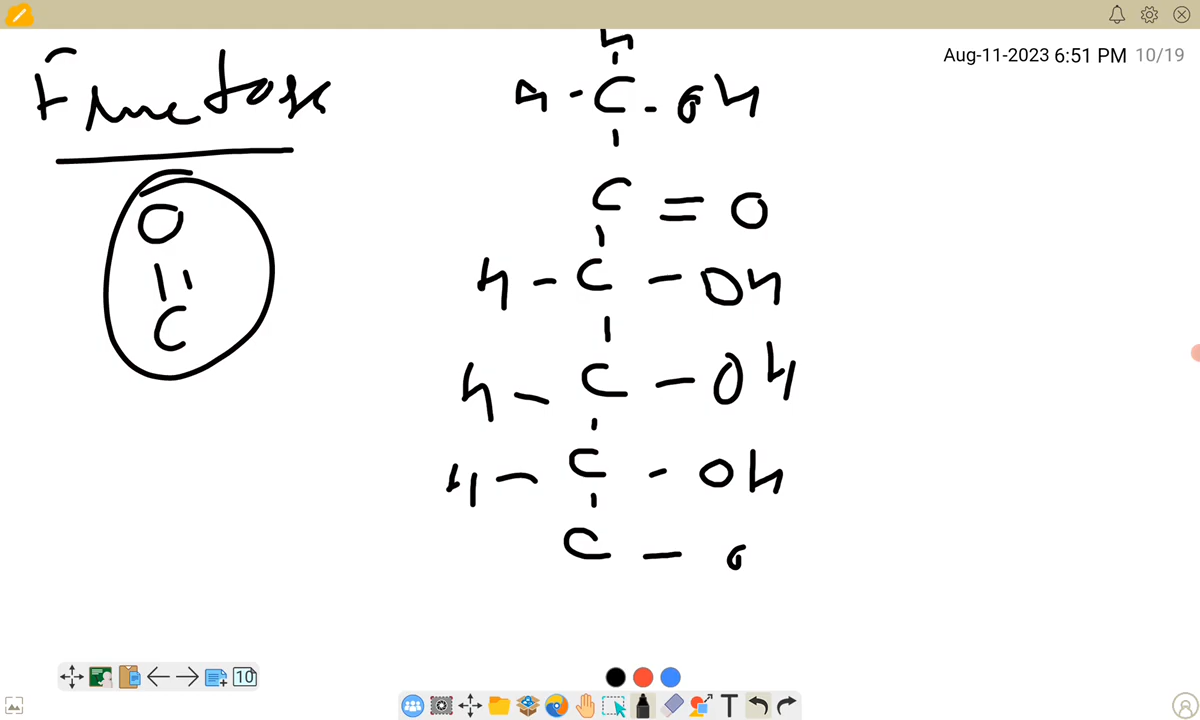 Aug-11-2023 6:51 PM 10/19
Fructose
H
H - C - OH
O
C = O
H - C - OH
C
H - C - OH
H - C - OH
C - O
10
T